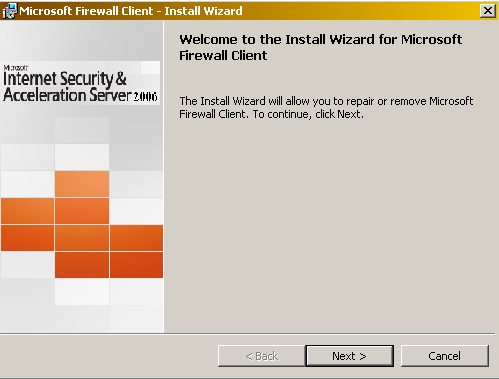 Microsoft Firewall Client - Install Wizard
Microsoft
Internet Security &
Acceleration Server 2006
Welcome to the Install Wizard for Microsoft
Firewall Client
The Install Wizard will allow you to repair or remove Microsoft
Firewall Client. To continue, click Next.
< Back
Next >
Cancel